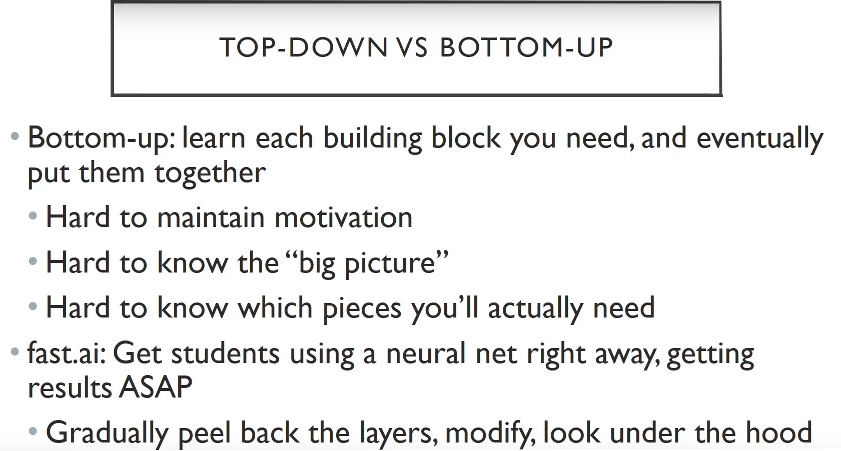 TOP-DOWN VS BOTTOM-UP
• Bottom-up: learn each building block you need, and eventually
put them together
• Hard to maintain motivation
• Hard to know the “big picture”
• Hard to know which pieces you’ll actually need
• fast.ai: Get students using a neural net right away, getting
results ASAP
• Gradually peel back the layers, modify, look under the hood